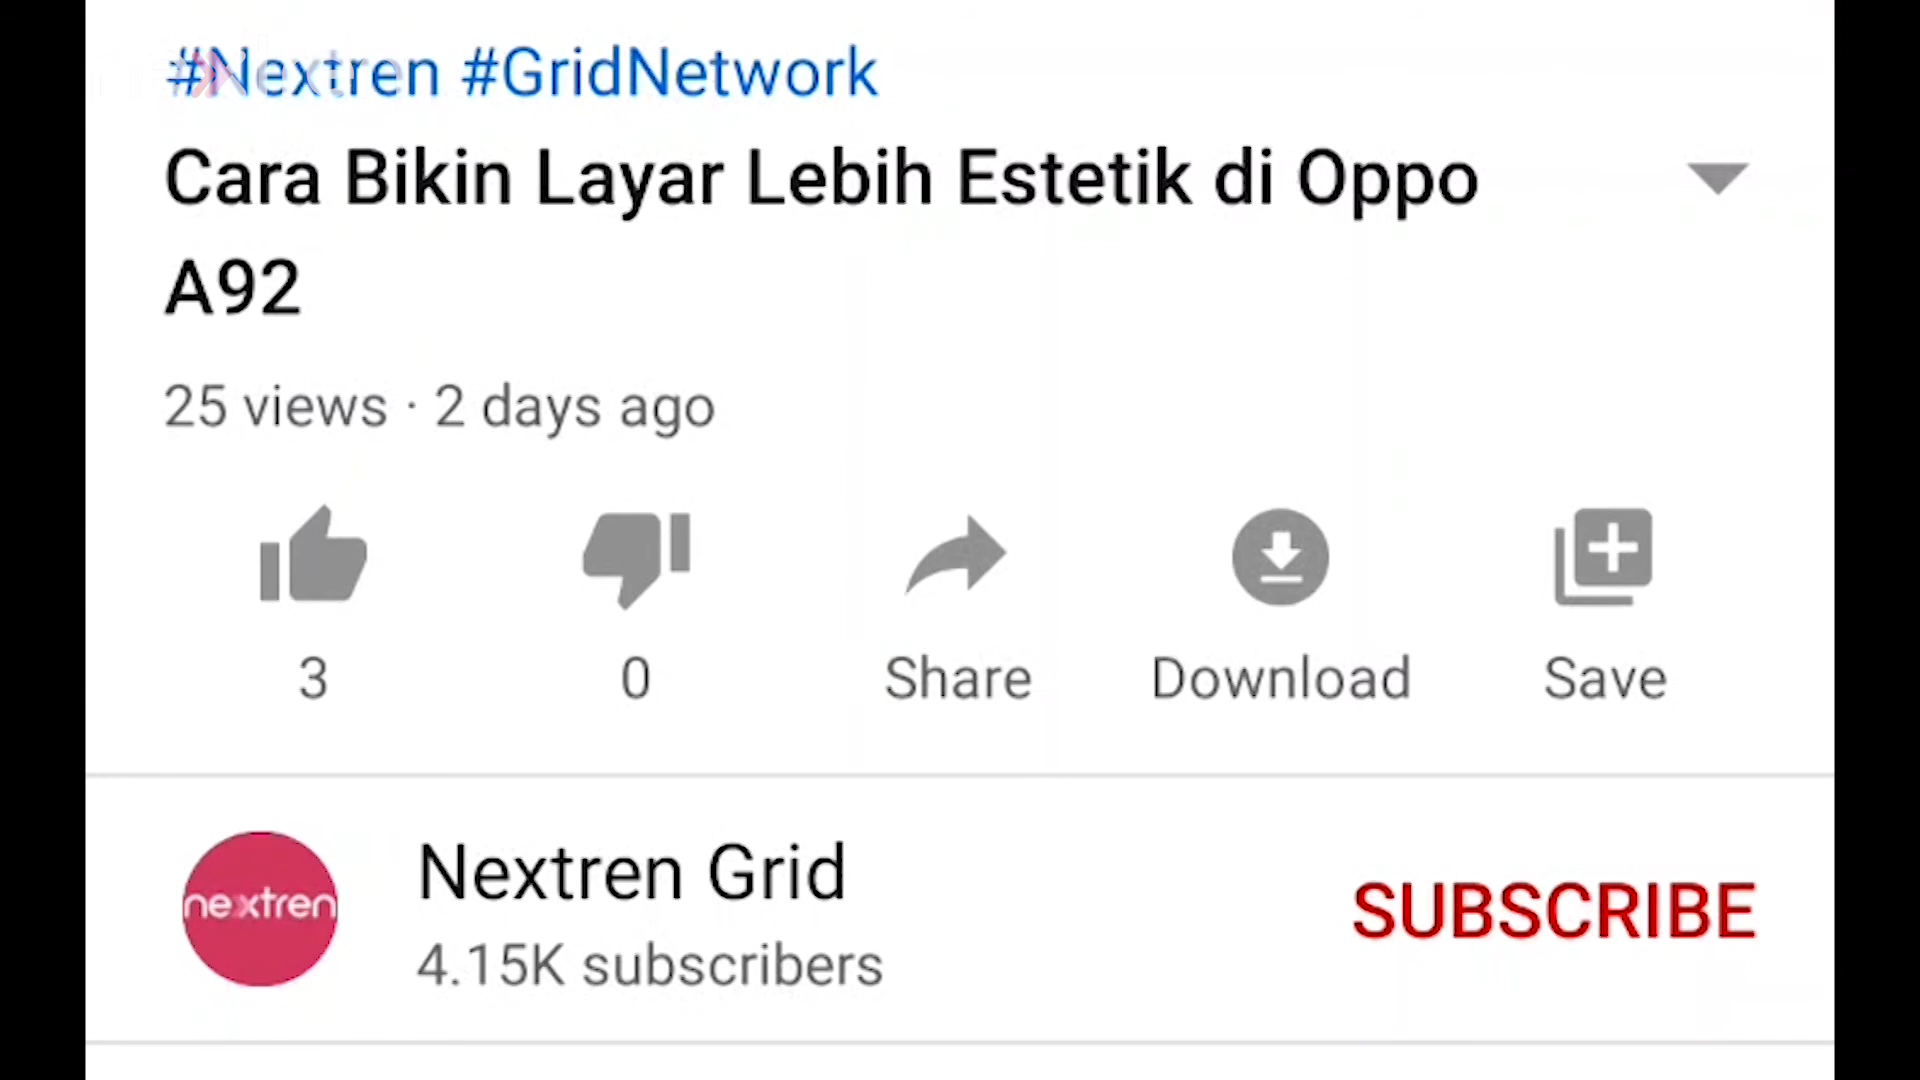 #Nextren #GridNetwork
Cara Bikin Layar Lebih Estetik di Oppo
A92
25 views · 2 days ago
3 0 Share Download Save
nextren
Nextren Grid
4.15K subscribers
SUBSCRIBE